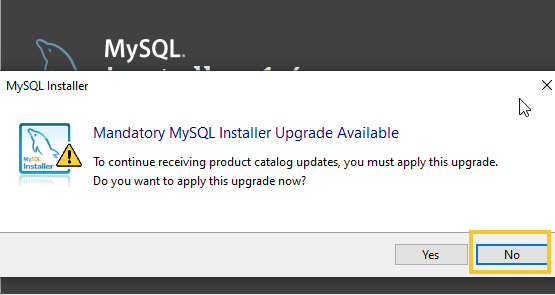 MySQL.
MySQL Installer
MySQL
Installer
Mandatory MySQL Installer Upgrade Available
To continue receiving product catalog updates, you must apply this upgrade.
Do you want to apply this upgrade now?
Yes
No